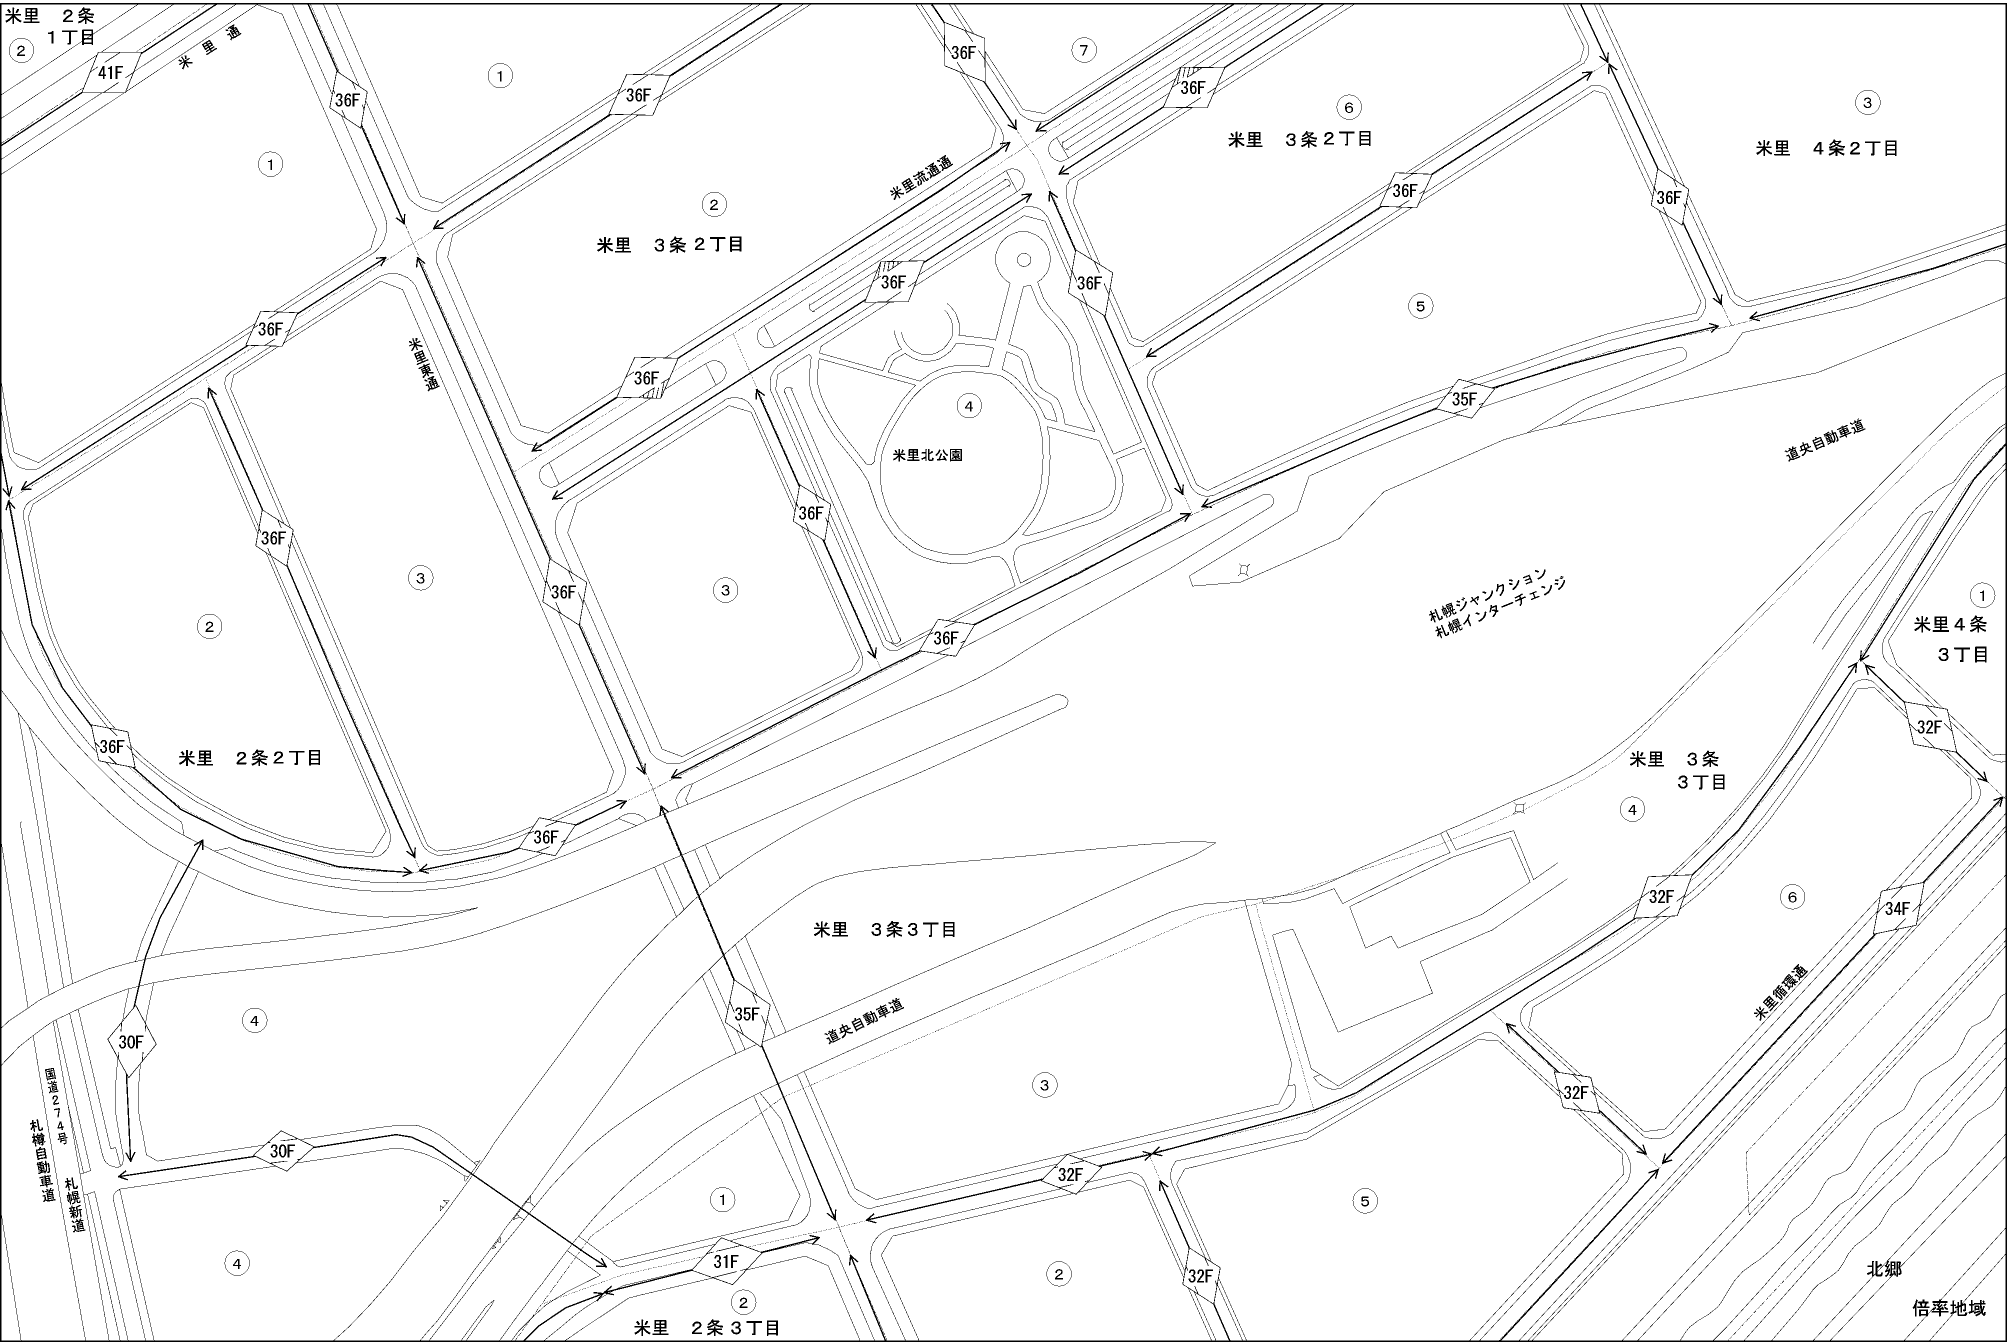 米里　２条
１丁目
②
41F
米里通
36F
①
36F
36F
⑦
36F
⑥
米里　３条２丁目
③
米里　４条２丁目
①
②
米里　３条２丁目
米里流通通
36F
36F
36F
36F
36F
⑤
36F
米里東通
36F
④
米里北公園
35F
道央自動車道
36F
36F
③
36F
③
札幌ジャンクション
札幌インターチェンジ
①
米里４条
３丁目
②
36F
36F
米里　２条２丁目
32F
米里　３条
３丁目
④
36F
32F
⑥
34F
米里　３条３丁目
④
35F
道央自動車道
米里循環通
30F
国道２７４号
札樽自動車道
札幌新道
③
32F
30F
①
32F
⑤
④
31F
②
米里　２条３丁目
②
32F
北郷
倍率地域